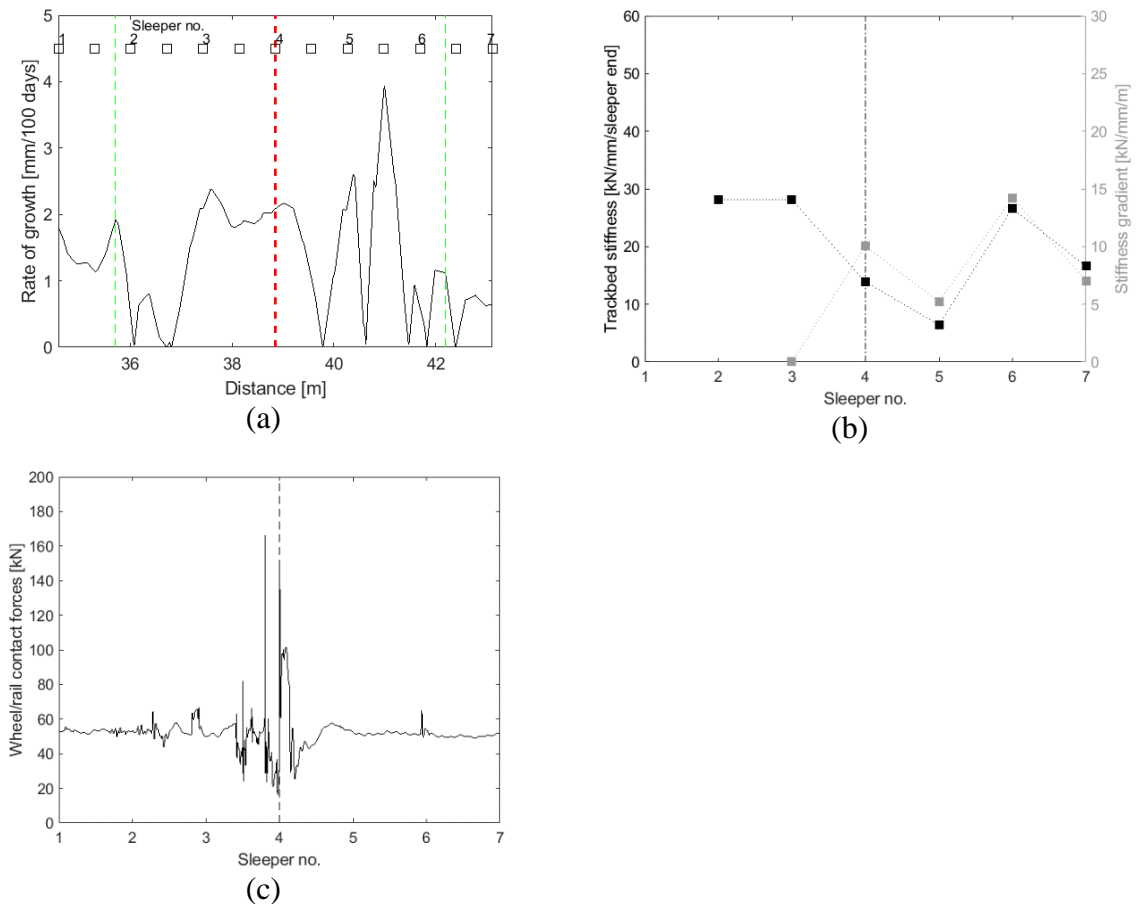 Sleeper no.
1 2 3 4 5 6 7
5
4
3
2
1
0
Rate of growth [mm/100 days]
36 38 40 42
Distance [m]
(a)
60
50
40
30
20
10
0
Trackbed stiffness [kN/mm/sleeper end]
30
25
20
15
10
5
0
Stiffness gradient [kN/mm/m]
1 2 3 4 5 6 7
Sleeper no.
(b)
200
180
160
140
120
100
80
60
40
20
0
Wheel/rail contact forces [kN]
1 2 3 4 5 6 7
Sleeper no.
(c)